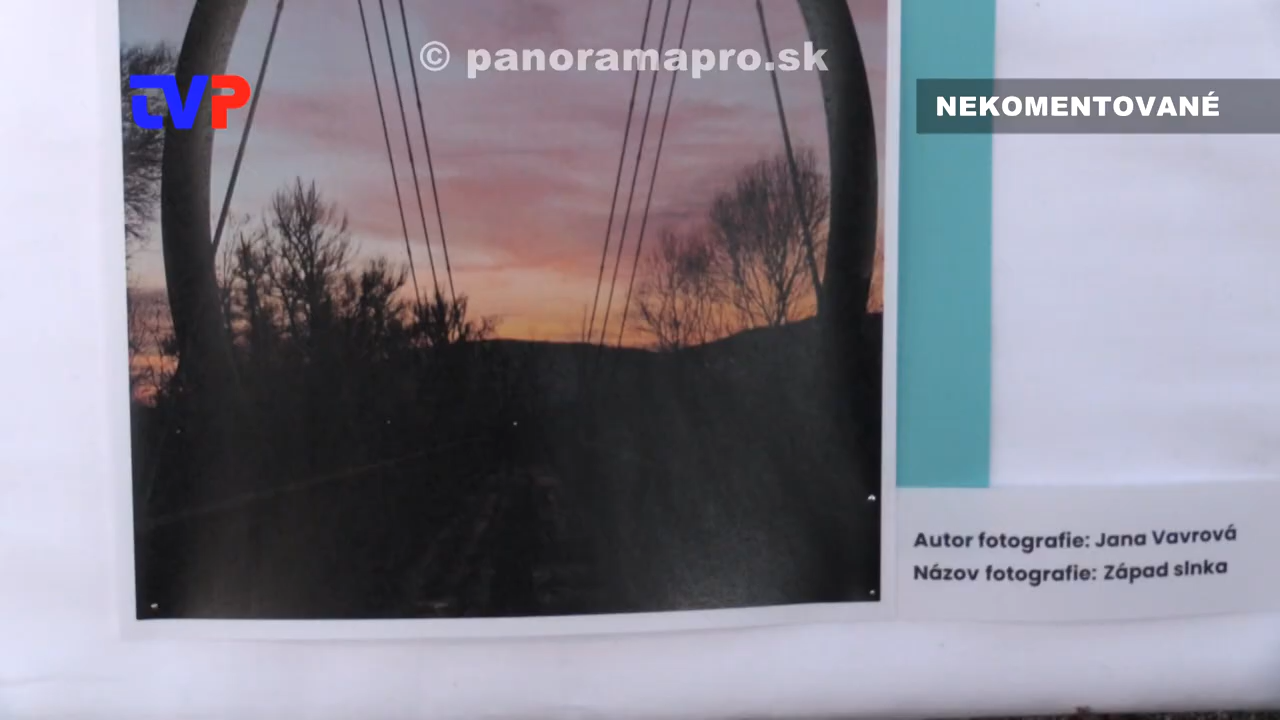 © panoramapro.sk
TVP
NEKOMENTOVANÉ
Autor fotografie: Jana Vavrová
Názov fotografie: Západ slnka